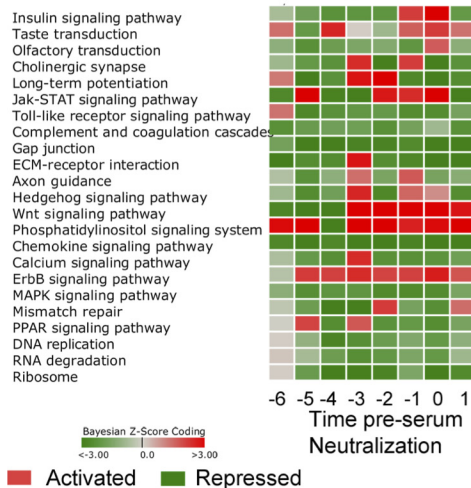 Insulin signaling pathway
Taste transduction
Olfactory transduction
Cholinergic synapse
Long-term potentiation
Jak-STAT signaling pathway
Toll-like receptor signaling pathway
Complement and coagulation cascades
Gap junction
ECM-receptor interaction
Axon guidance
Hedgehog signaling pathway
Wnt signaling pathway
Phosphatidylinositol signaling system
Chemokine signaling pathway
Calcium signaling pathway
ErbB signaling pathway
MAPK signaling pathway
Mismatch repair
PPAR signaling pathway
DNA replication
RNA degradation
Ribosome
-6 -5 -4 -3 -2 -1 0 1
Time pre-serum
Neutralization
Bayesian Z-Score Coding
<-3.00 0.0 >3.00
Activated Repressed